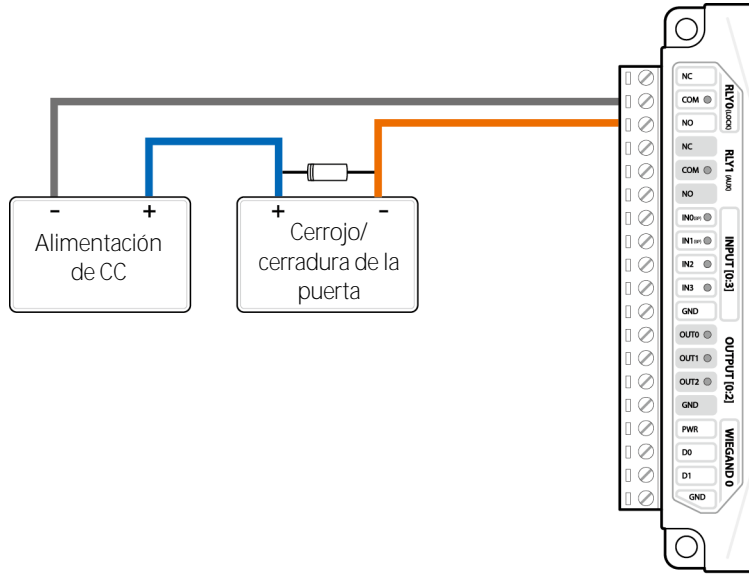 - +
Alimentación
de CC
+ -
Cerrojo/
cerradura de la
puerta
NC
COM
NO
RLY0 (LOCK)
NC
COM
NO
RLY1 (AUX)
IN0(SP)
IN1(SP)
IN2
IN3
GND
INPUT [0:3]
OUT0
OUT1
OUT2
GND
OUTPUT [0:2]
PWR
D0
D1
GND
WIEGAND 0